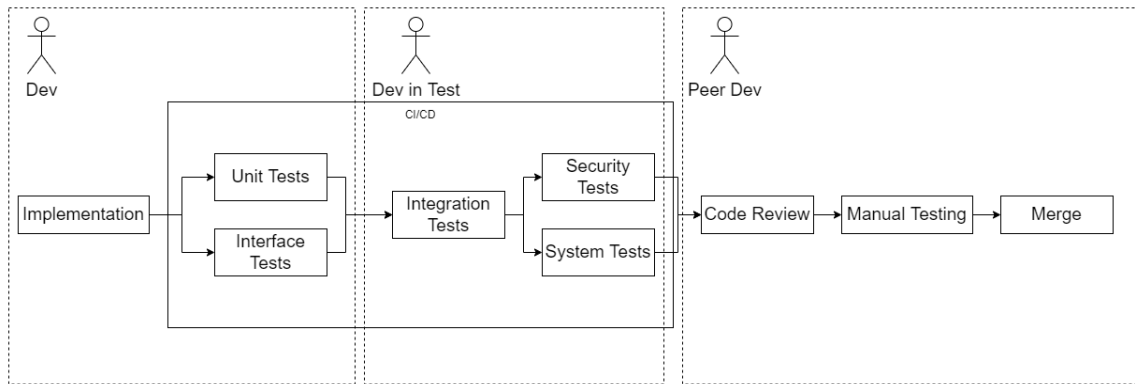 Dev
Dev in Test
Peer Dev
CI/CD
Implementation
Unit Tests
Interface
Tests
Integration
Tests
Security
Tests
System Tests
Code Review
Manual Testing
Merge